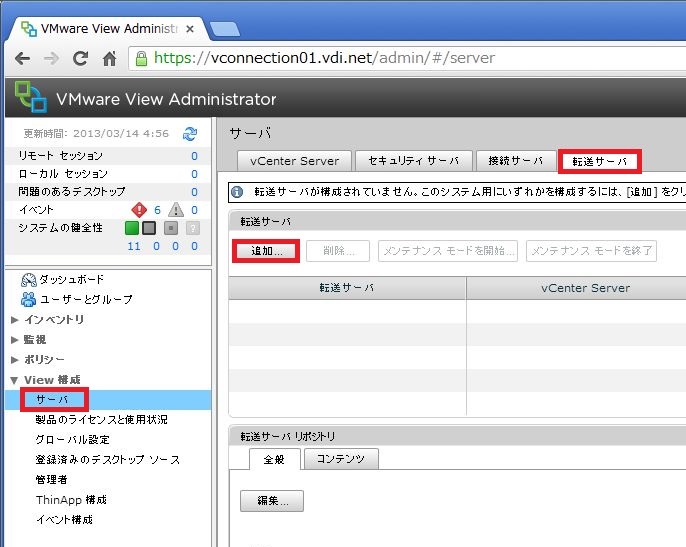 VMware View Administr
https://vconnection01.vdi.net/admin/#/server
VMware View Administrator
更新時間: 2013/03/14 4:56
リモート セッション 0
ローカル セッション 0
問題のあるデスクトップ 0
イベント 6 0
システムの健全性
11 0 0 0
ダッシュボード
ユーザーとグループ
インベントリ
監視
ポリシー
View 構成
サーバ
製品のライセンスと使用状況
グローバル設定
登録済みのデスクトップ ソース
管理者
ThinApp 構成
イベント構成
サーバ
vCenter Server セキュリティ サーバ 接続サーバ 転送サーバ
転送サーバが構成されていません。このシステム用にいずれかを構成するには、[追加] をクリ
転送サーバ
追加... 削除... メンテナンス モードを開始... メンテナンス モードを終了
転送サーバ vCenter Server
転送サーバ リポジトリ
全般 コンテンツ
編集...